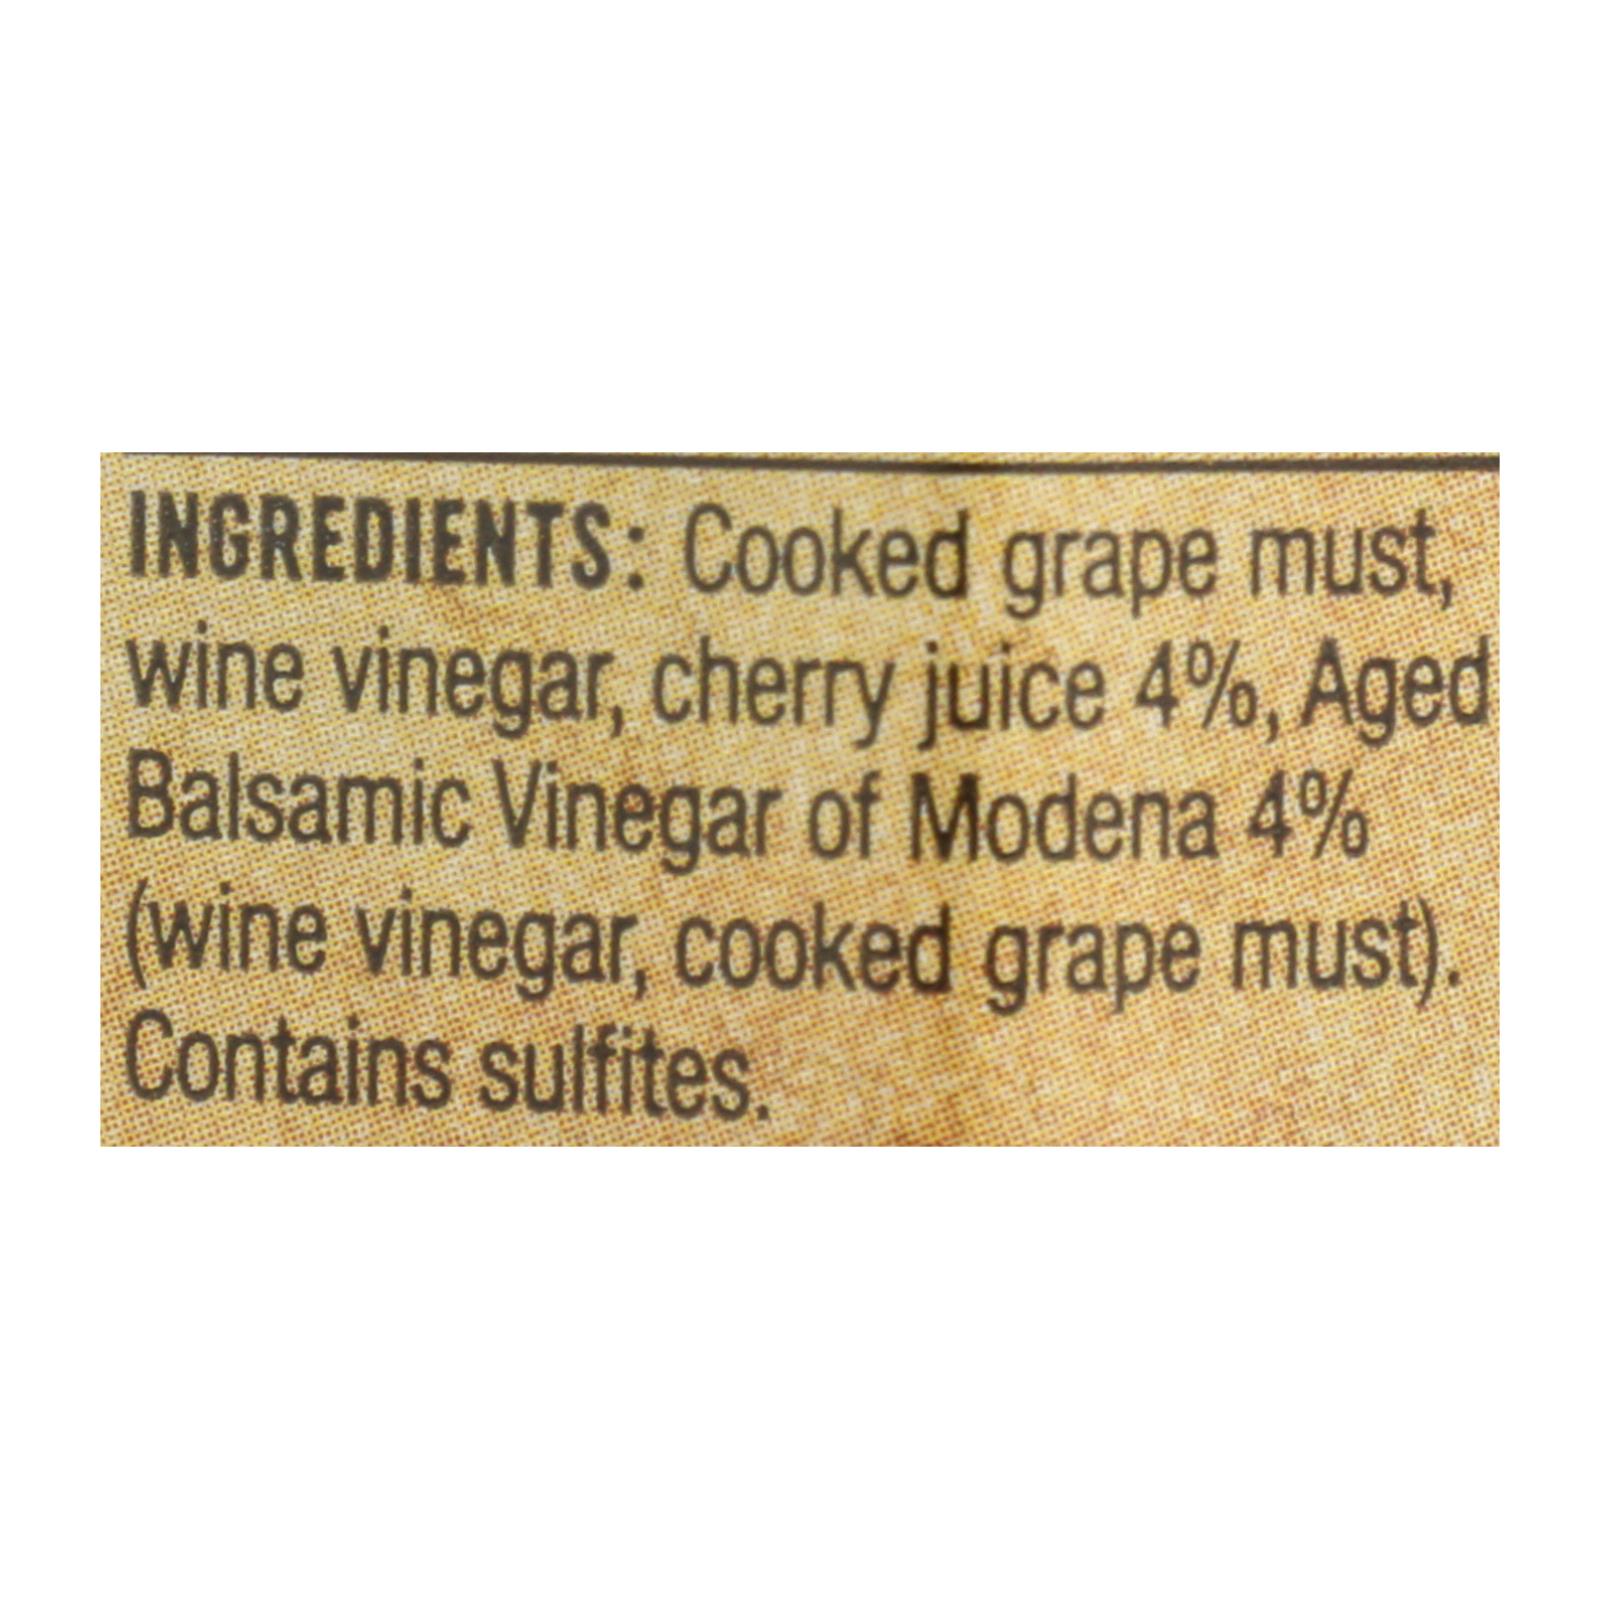 INGREDIENTS: Cooked grape must,
wine vinegar, cherry juice 4%, Aged
Balsamic Vinegar of Modena 4%
(wine vinegar, cooked grape must).
Contains sulfites.